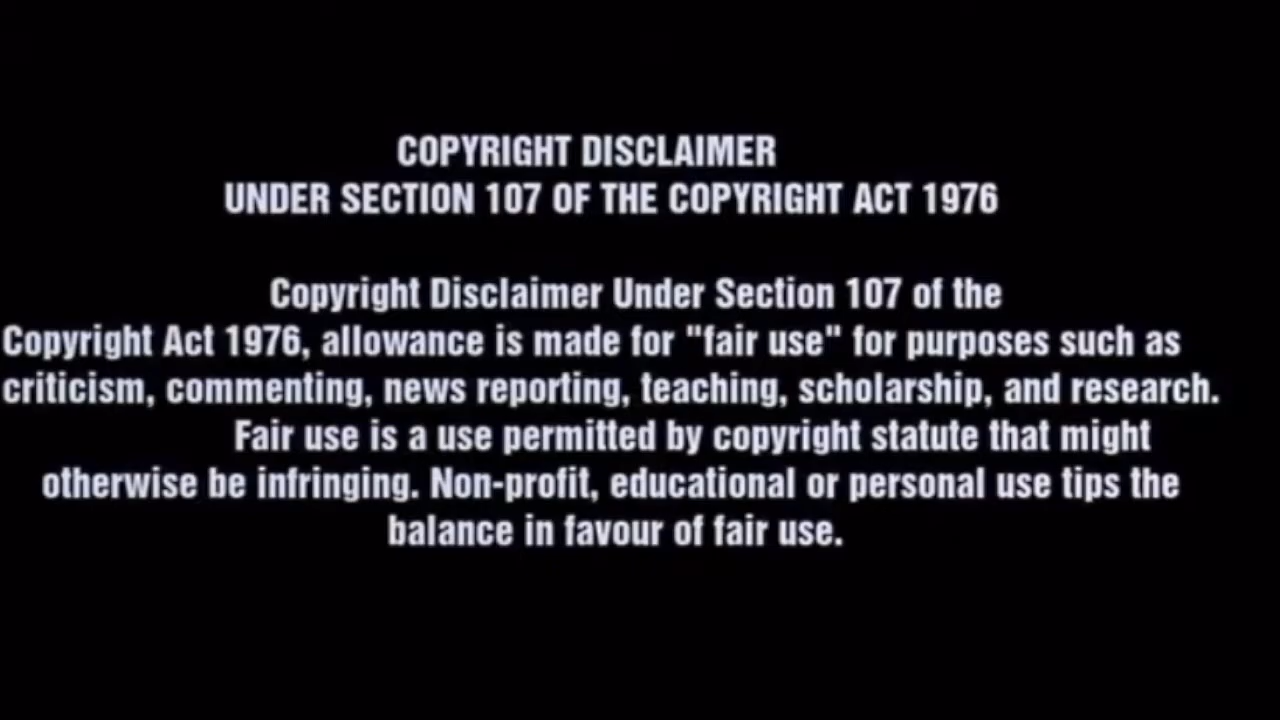 COPYRIGHT DISCLAIMER
UNDER SECTION 107 OF THE COPYRIGHT ACT 1976
Copyright Disclaimer Under Section 107 of the
Copyright Act 1976, allowance is made for "fair use" for purposes such as
criticism, commenting, news reporting, teaching, scholarship, and research.
Fair use is a use permitted by copyright statute that might
otherwise be infringing. Non-profit, educational or personal use tips the
balance in favour of fair use.